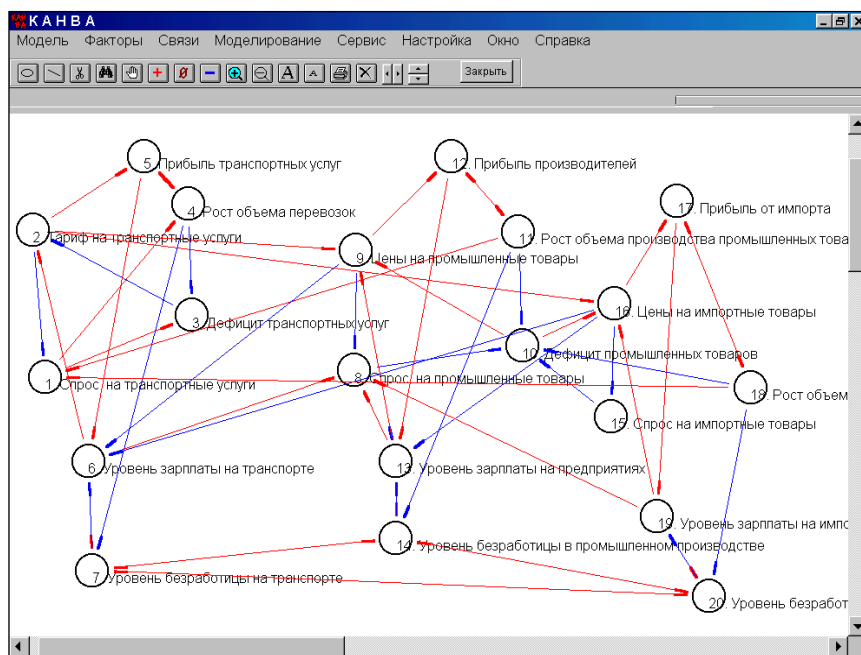 КАНВА
Модель Факторы Связи Моделирование Сервис Настройка Окно Справка
A A Закрыть
5. Прибыль транспортных услуг
12. Прибыль производителей
4. Рост объема перевозок
17. Прибыль от импорта
2. Тариф на транспортные услуги
11. Рост объема производства промышленных това
9. Цены на промышленные товары
16. Цены на импортные товары
3. Дефицит транспортных услуг
10. Дефицит промышленных товаров
1. Спрос на транспортные услуги
8. Спрос на промышленные товары
18. Рост объем
15. Спрос на импортные товары
6. Уровень зарплаты на транспорте
13. Уровень зарплаты на предприятиях
19. Уровень зарплаты на импо
14. Уровень безработицы в промышленном производстве
7. Уровень безработицы на транспорте
20. Уровень безработ